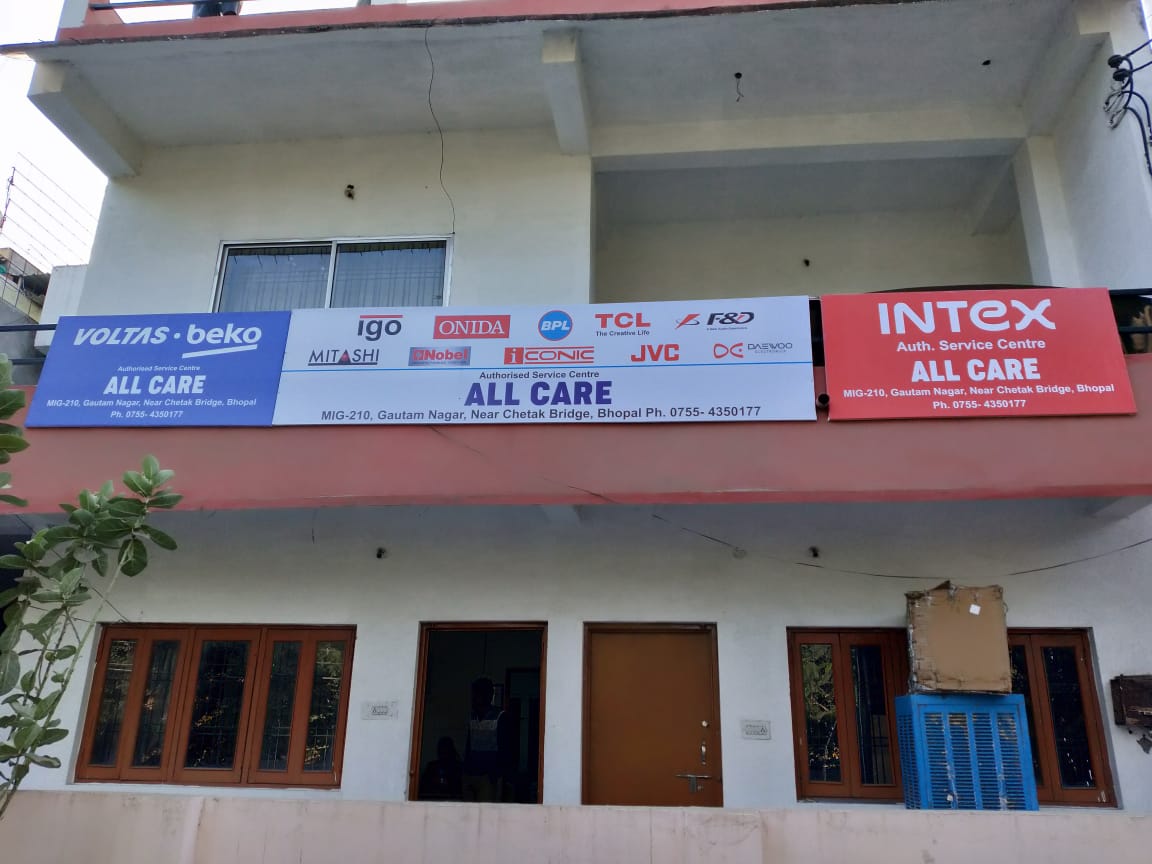 VOLTAS · beko
Authorised Service Centre
ALL CARE
MIG-210, Gautam Nagar, Near Chetak Bridge, Bhopal
Ph. 0755- 4350177
igo ONIDA BPL TCL F&D
The Creative Life
MITASHI Nobel iCONIC JVC DAEWOO
ELECTRONICS
Authorised Service Centre
ALL CARE
MIG-210, Gautam Nagar, Near Chetak Bridge, Bhopal Ph. 0755- 4350177
INTEX
Auth. Service Centre
ALL CARE
MIG-210, Gautam Nagar, Near Chetak Bridge, Bhopal
Ph. 0755- 4350177